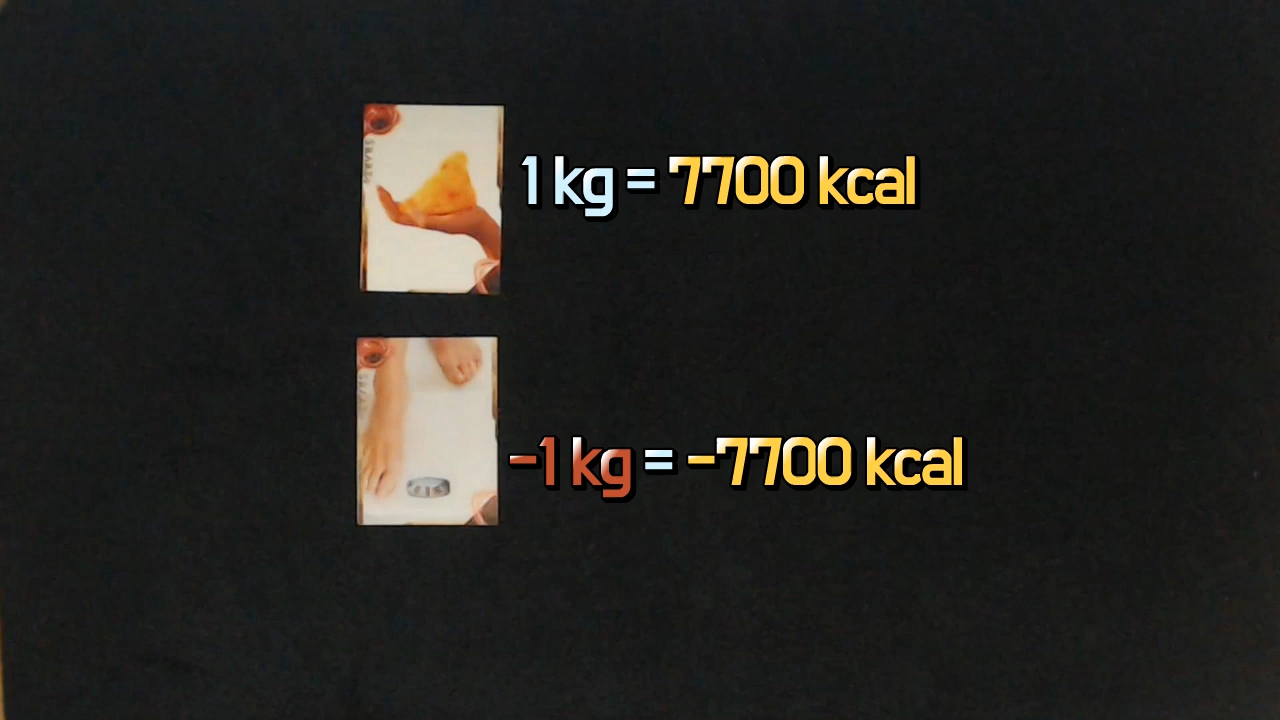 1 kg = 7700 kcal
-1 kg = -7700 kcal